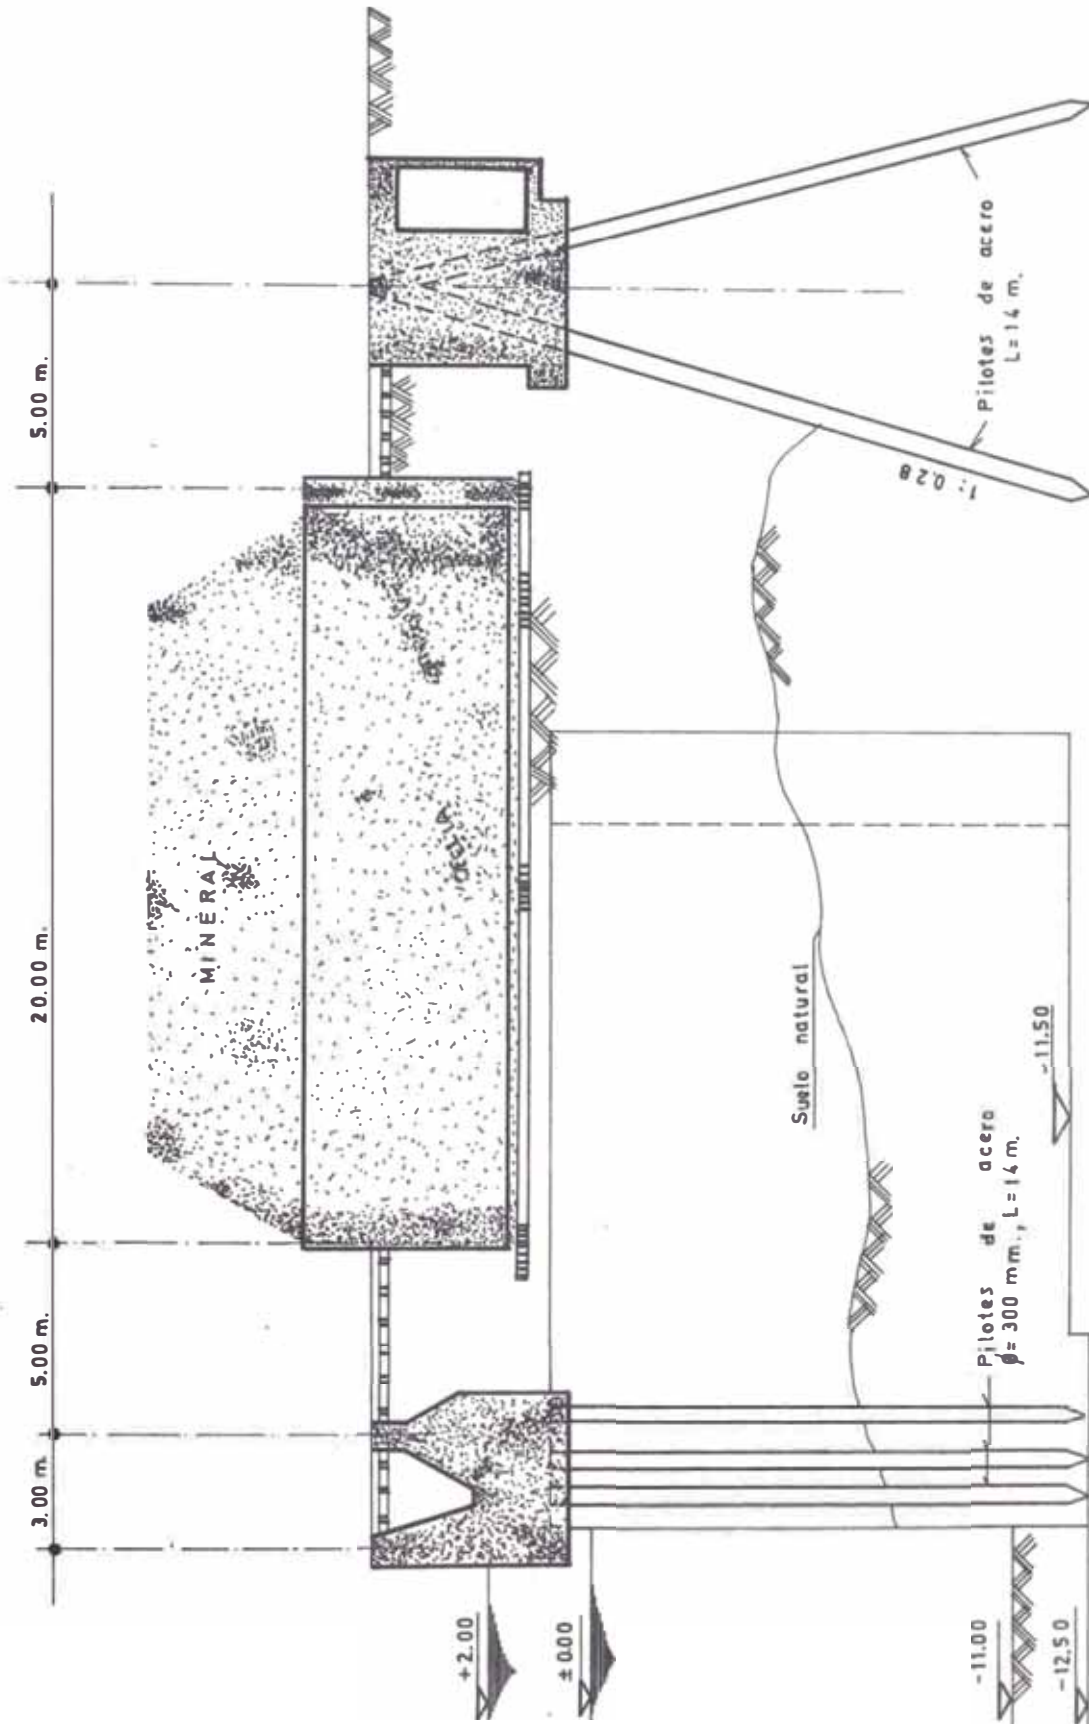 3.00 m.
5.00 m.
20.00 m.
5.00 m.
MINERAL
CELDA
+2.00
±0.00
-11.00
-12.50
-11.50
Suelo natural
Pilotes de acero
ø= 300 mm., L=14 m.
1:0.28
Pilotes de acero
L=14 m.